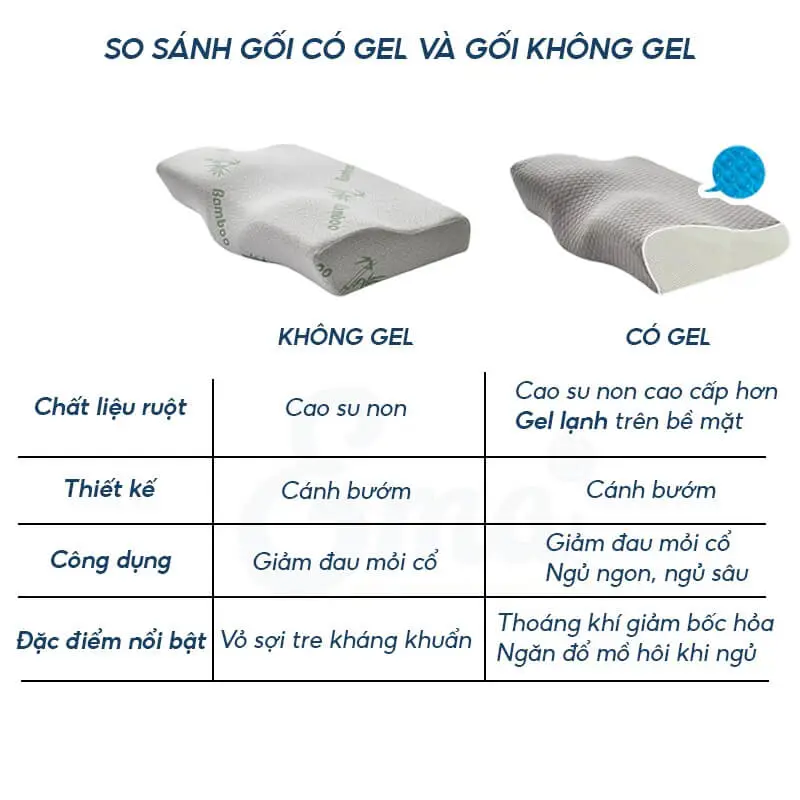 SO SÁNH GỐI CÓ GEL VÀ GỐI KHÔNG GEL
Bamboo
Bamboo
KHÔNG GEL
CÓ GEL
Chất liệu ruột
Cao su non
Cao su non cao cấp hơn
Gel lạnh trên bề mặt
Thiết kế
Cánh bướm
Cánh bướm
Công dụng
Giảm đau mỏi cổ
Giảm đau mỏi cổ
Ngủ ngon, ngủ sâu
Đặc điểm nổi bật
Vỏ sợi tre kháng khuẩn
Thoáng khí giảm bốc hỏa
Ngăn đổ mồ hôi khi ngủ